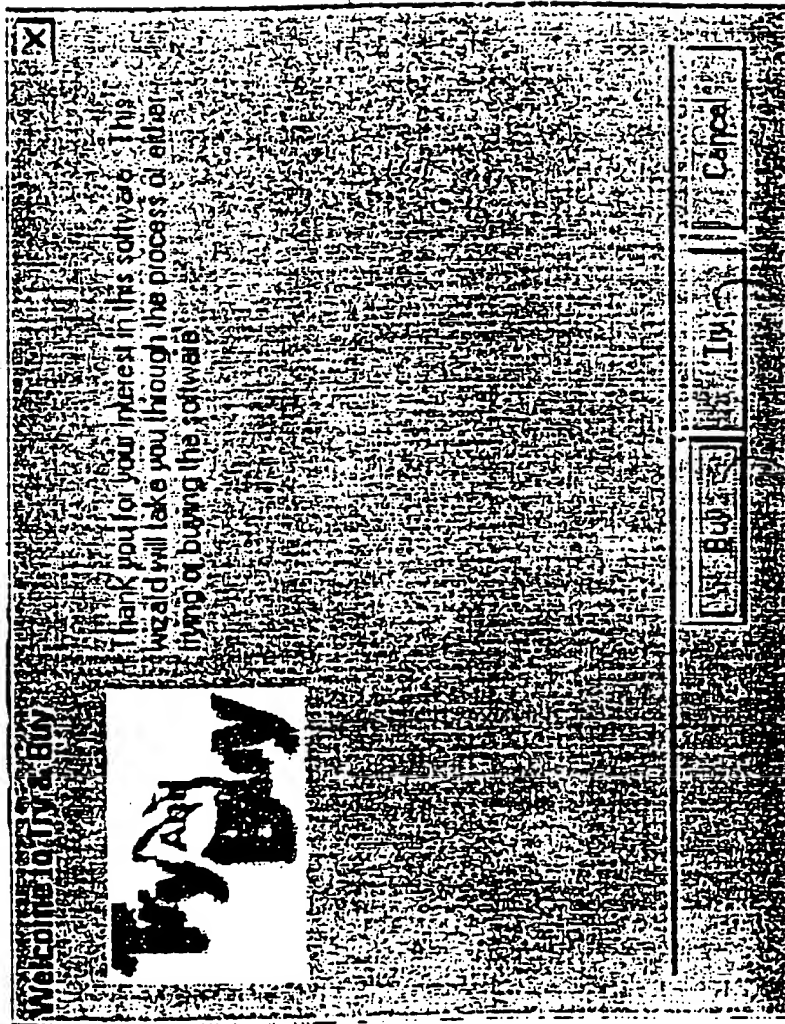 Welcome to Try & Buy
Thank you for your interest in this software. This
wizard will take you through the process of either
trying or buying the software.
Try
And
Buy
Buy
Try
Cancel